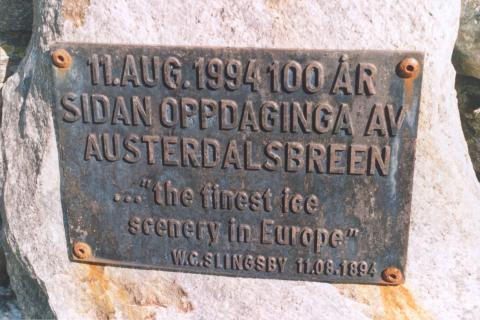 11.AUG.1994 100 ÅR
SIDAN OPPDAGINGA AV
AUSTERDALSBREEN
..."the finest ice
scenery in Europe"
W.C.SLINGSBY 11.08.1894